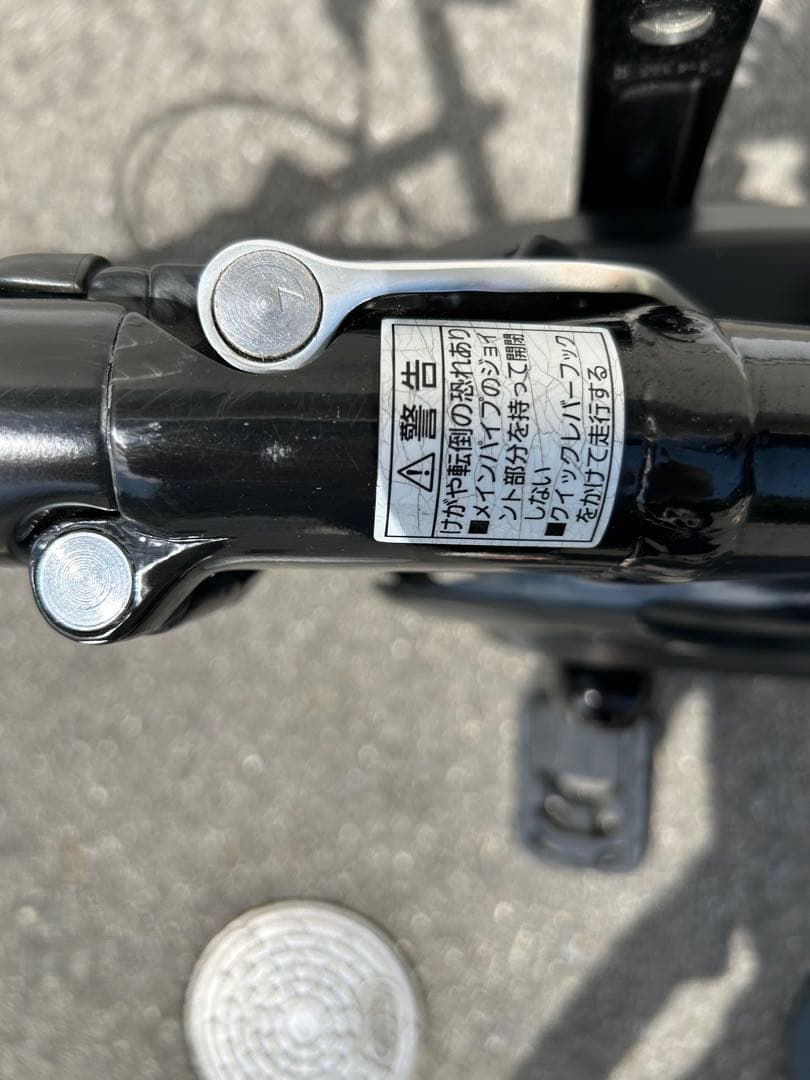 ⚠警告
けがや転倒の恐れあり
■メインパイプのジョイ
ント部分を持って開閉
しない
■クイックレバーフック
をかけて走行する